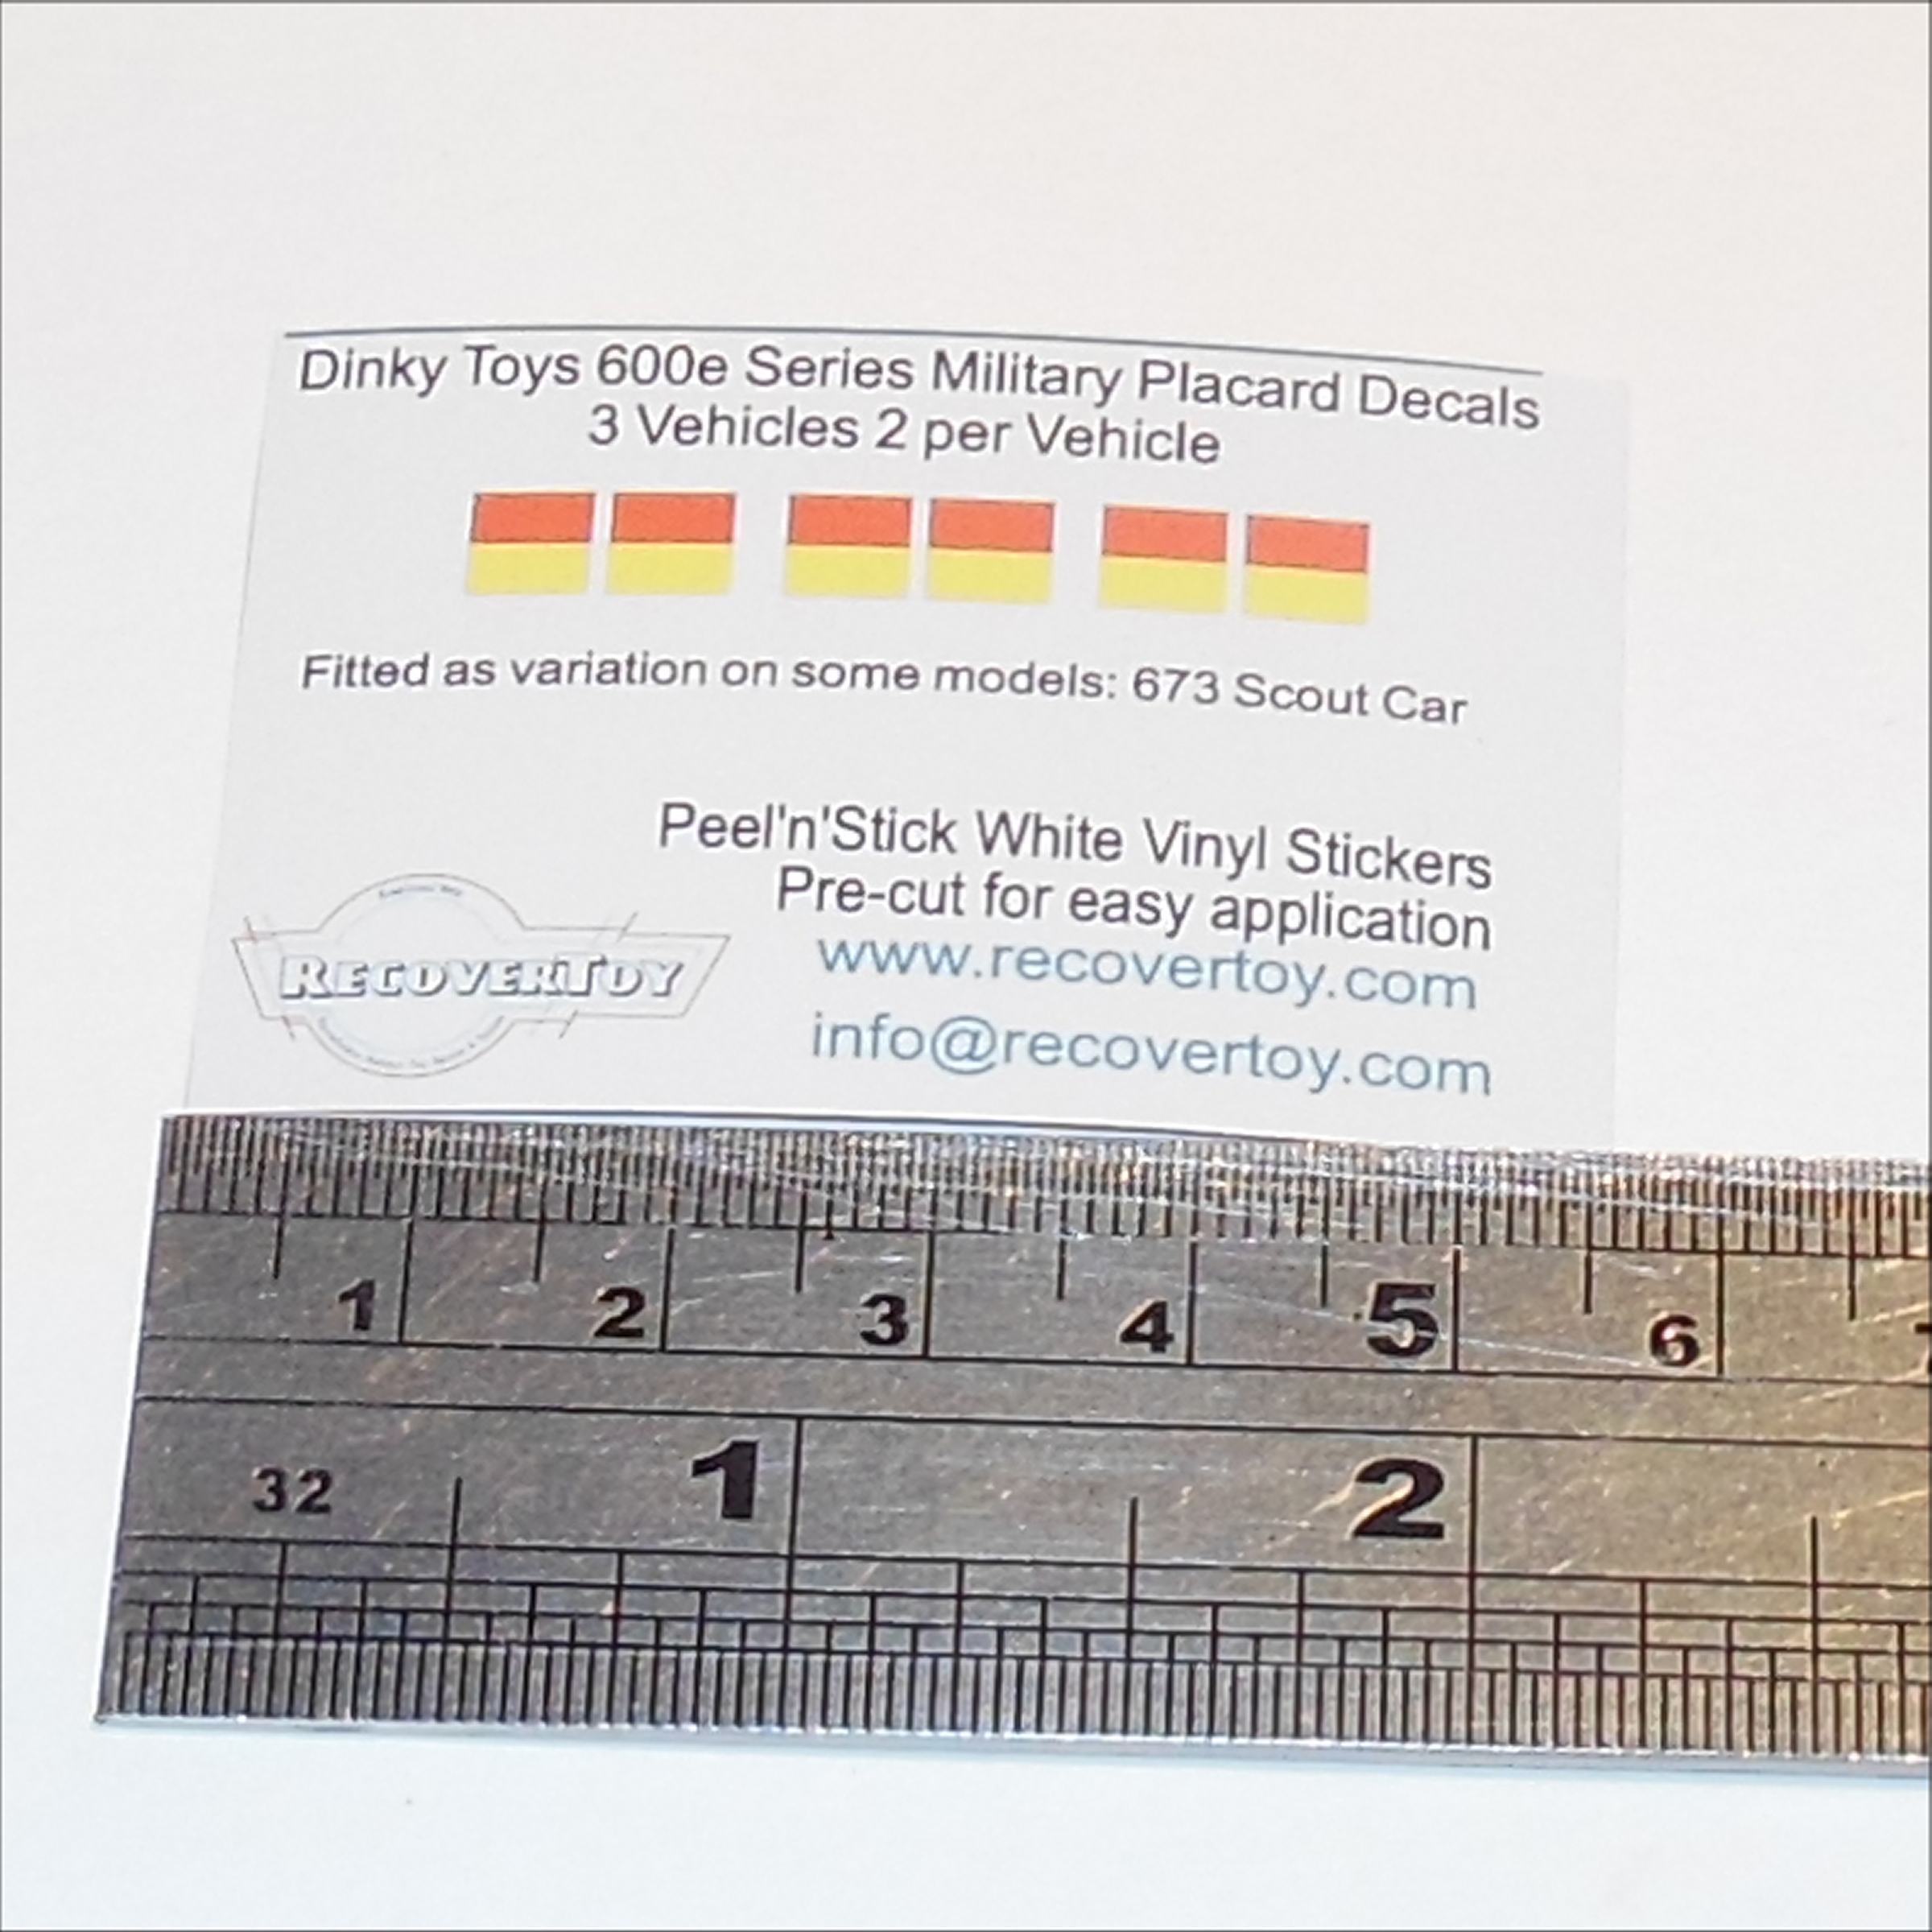 Dinky Toys 600e Series Military Placard Decals
3 Vehicles 2 per Vehicle
Fitted as variation on some models: 673 Scout Car
Peel'n'Stick White Vinyl Stickers
Pre-cut for easy application
www.recovertoy.com
info@recovertoy.com
RECOVERTOY
1 2 3 4 5 6
32 1 2